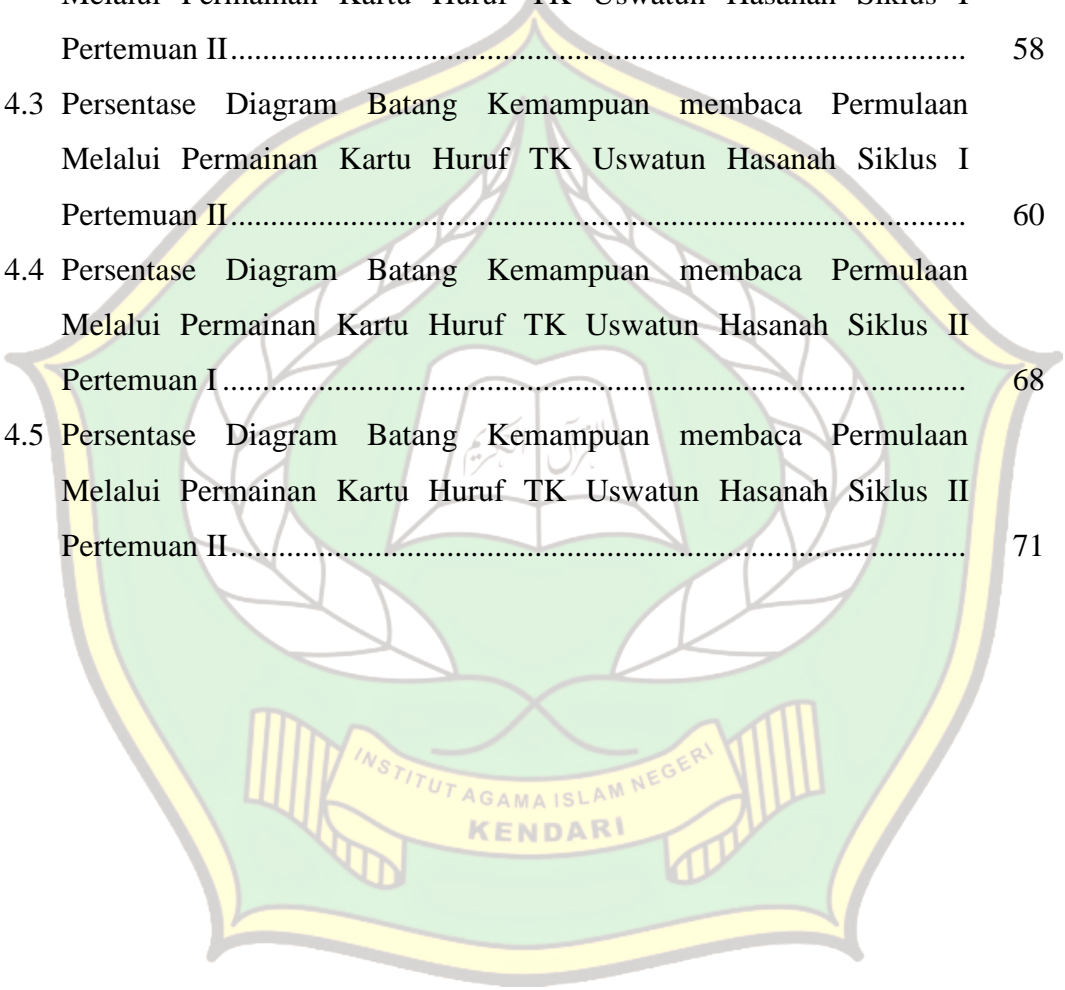 Melalui Permainan Kartu Huruf TK Uswatun Hasanah Siklus I
Pertemuan II............................................................................................ 58
4.3 Persentase Diagram Batang Kemampuan membaca Permulaan
Melalui Permainan Kartu Huruf TK Uswatun Hasanah Siklus I
Pertemuan II............................................................................................ 60
4.4 Persentase Diagram Batang Kemampuan membaca Permulaan
Melalui Permainan Kartu Huruf TK Uswatun Hasanah Siklus II
Pertemuan I............................................................................................. 68
4.5 Persentase Diagram Batang Kemampuan membaca Permulaan
Melalui Permainan Kartu Huruf TK Uswatun Hasanah Siklus II
Pertemuan II............................................................................................ 71
INSTITUT AGAMA ISLAM NEGERI
KENDARI